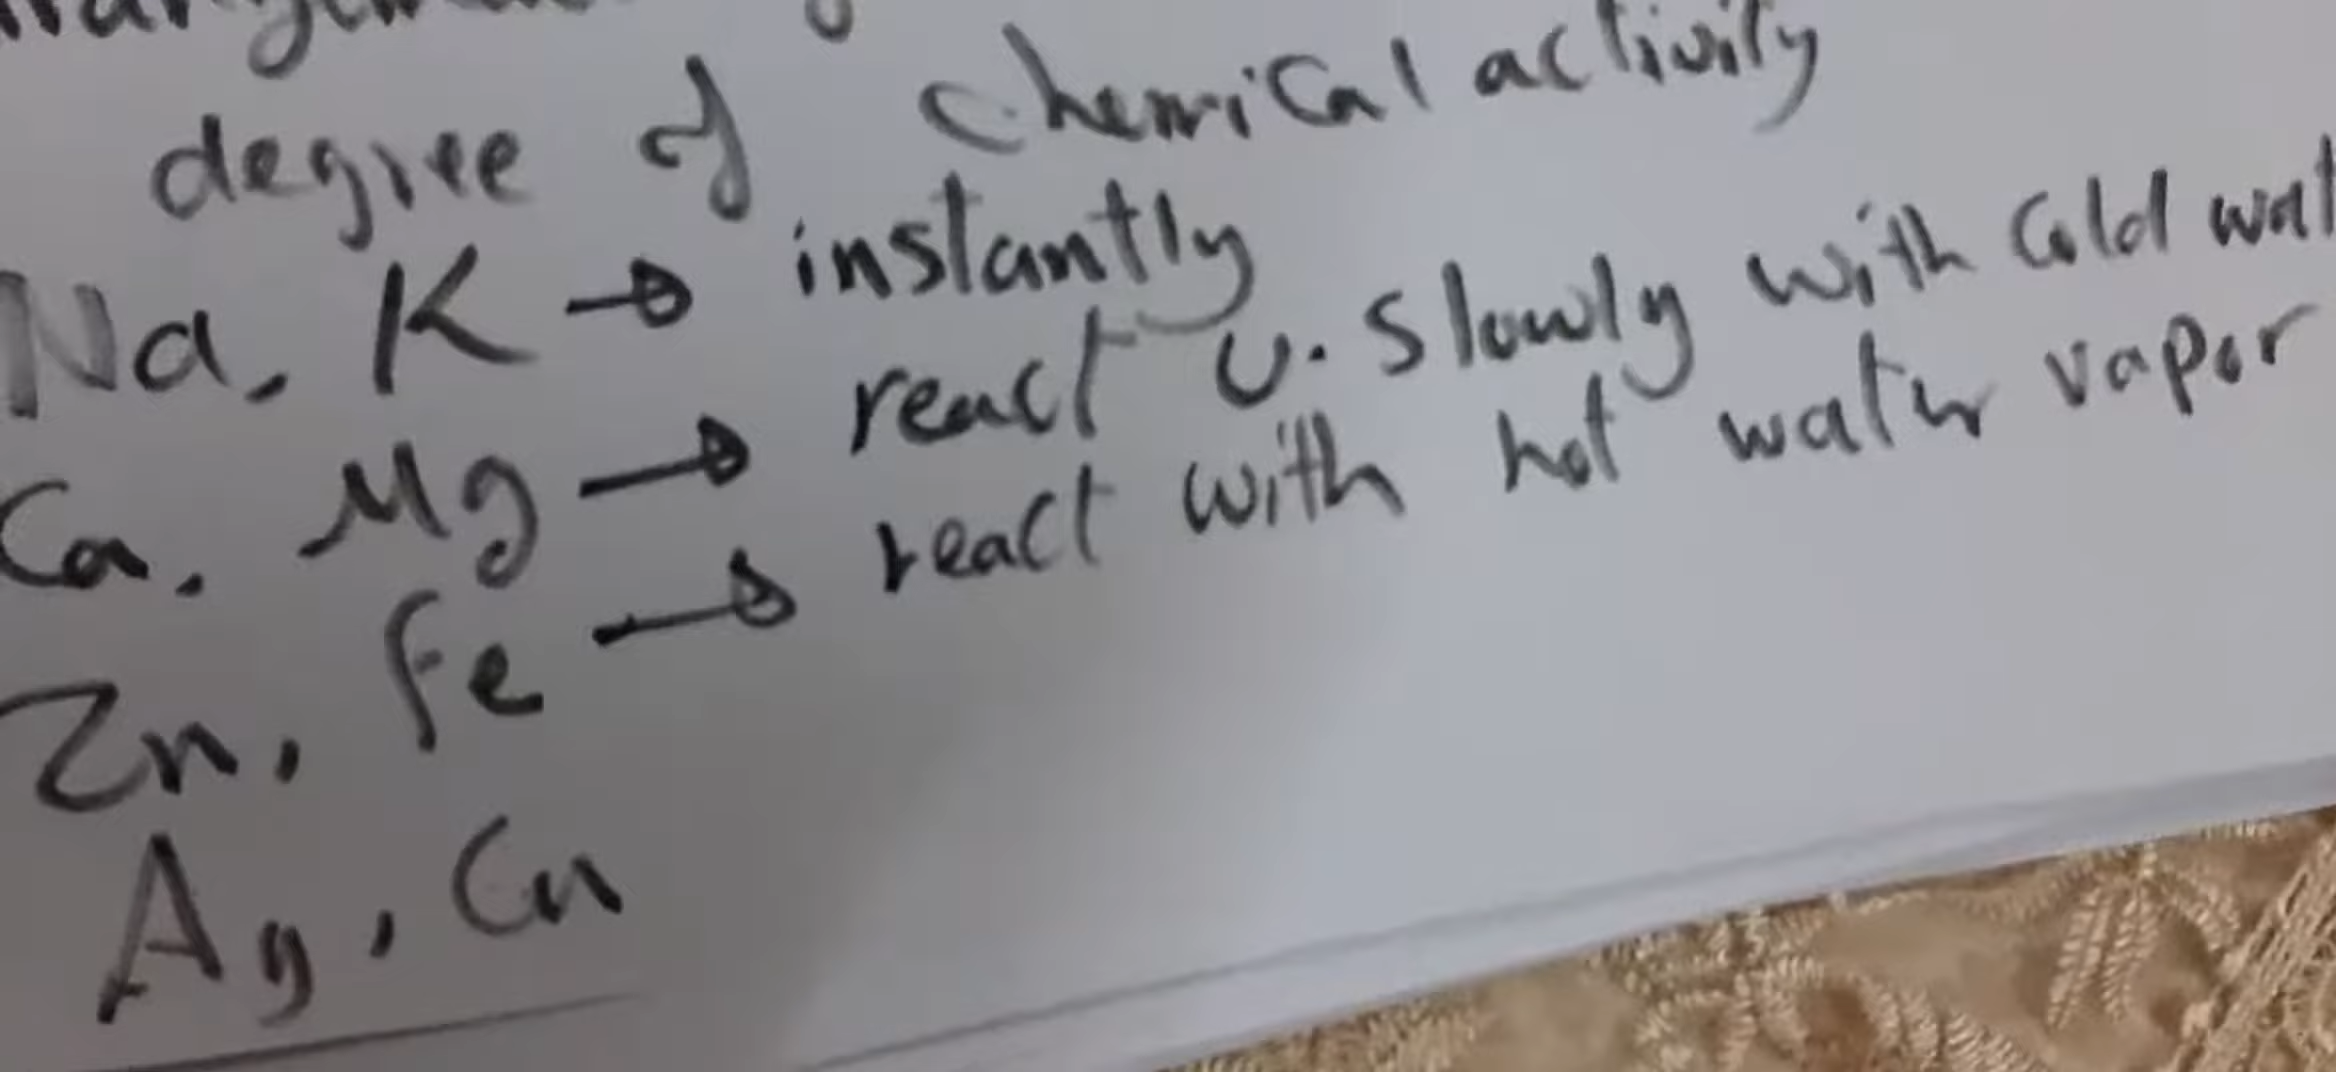 degree of chemical activity
Na, K → instantly
Ca, Mg → react v. slowly with cold
Zn, Fe → react with hot water vapor
Ag, Cu